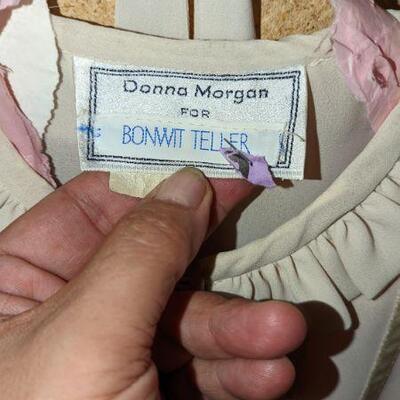 Donna Morgan
FOR
BONWIT TELLER